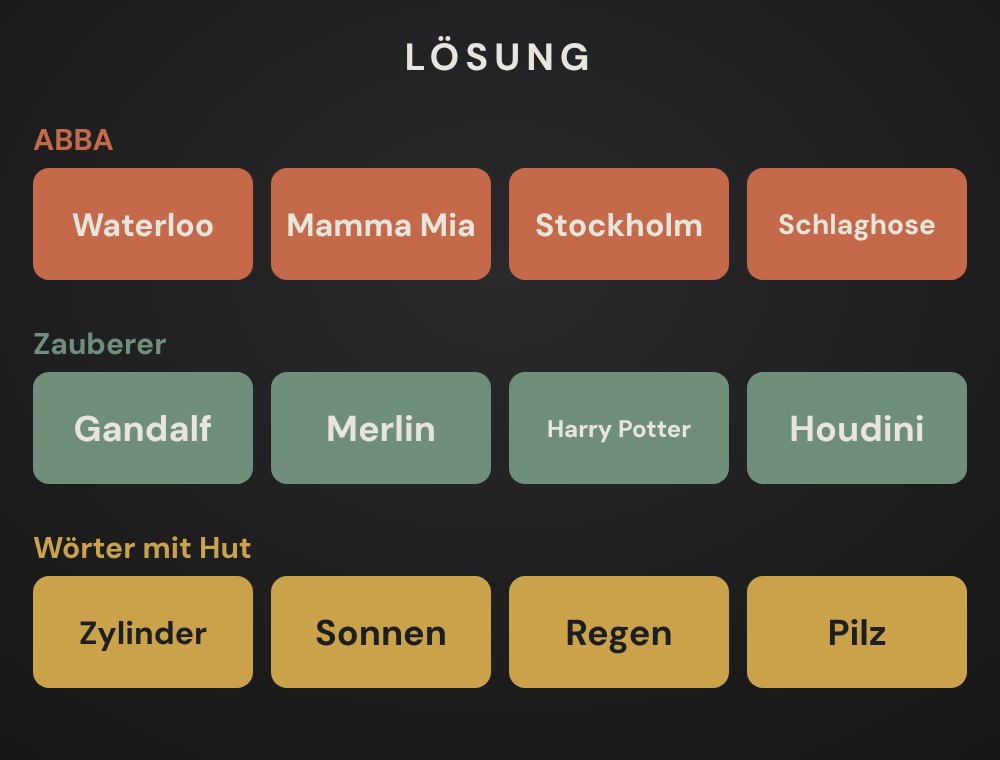 LÖSUNG
ABBA
Waterloo
Mamma Mia
Stockholm
Schlaghose
Zauberer
Gandalf
Merlin
Harry Potter
Houdini
Wörter mit Hut
Zylinder
Sonnen
Regen
Pilz